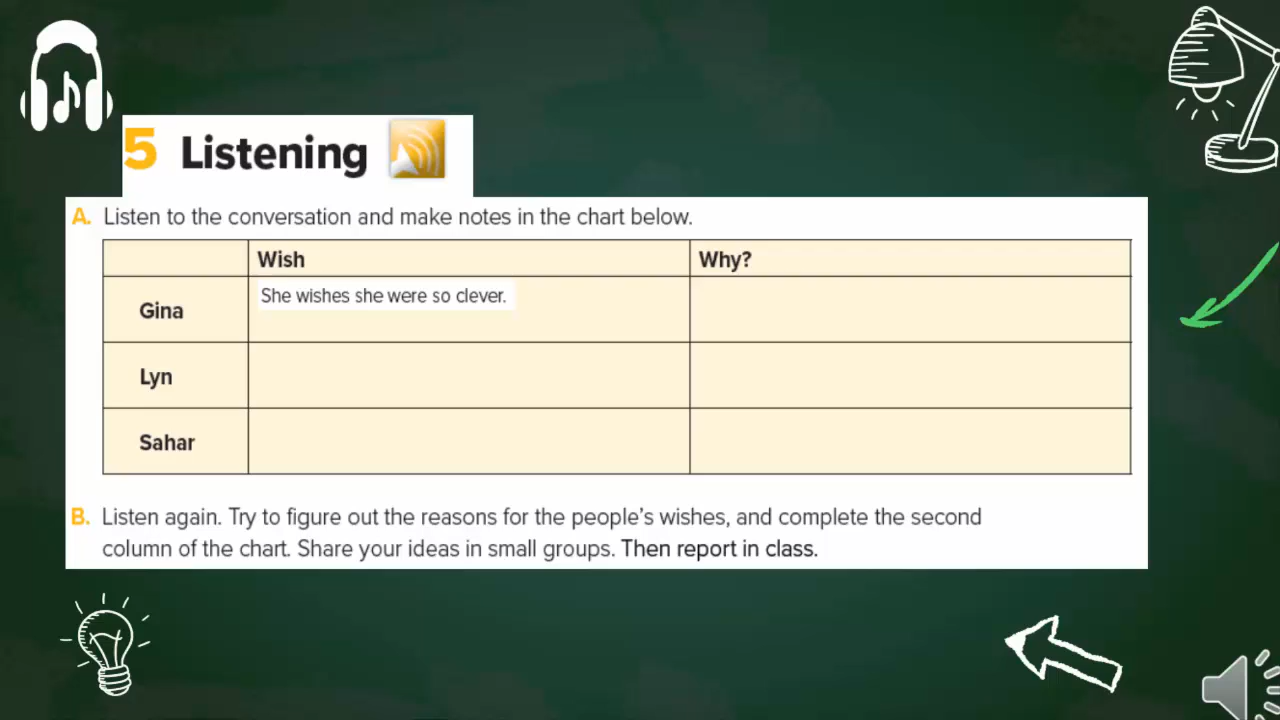 5 Listening
A. Listen to the conversation and make notes in the chart below.
Wish Why?
She wishes she were so clever.
Gina
Lyn
Sahar
B. Listen again. Try to figure out the reasons for the people's wishes, and complete the second
column of the chart. Share your ideas in small groups. Then report in class.